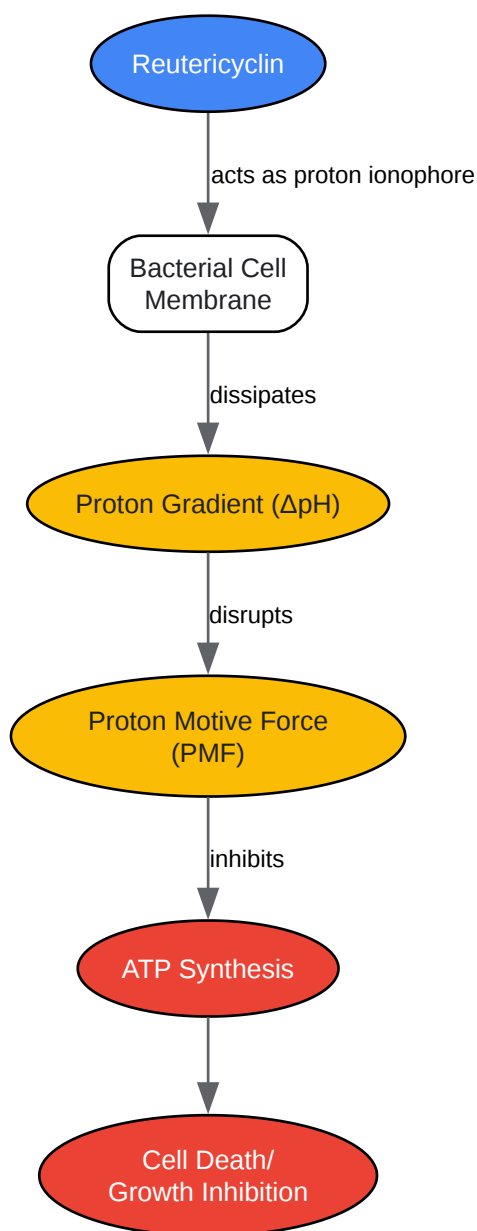 Reutericyclin
acts as proton ionophore
Bacterial Cell
Membrane
dissipates
Proton Gradient (ΔpH)
disrupts
Proton Motive Force
(PMF)
inhibits
ATP Synthesis
Cell Death/
Growth Inhibition